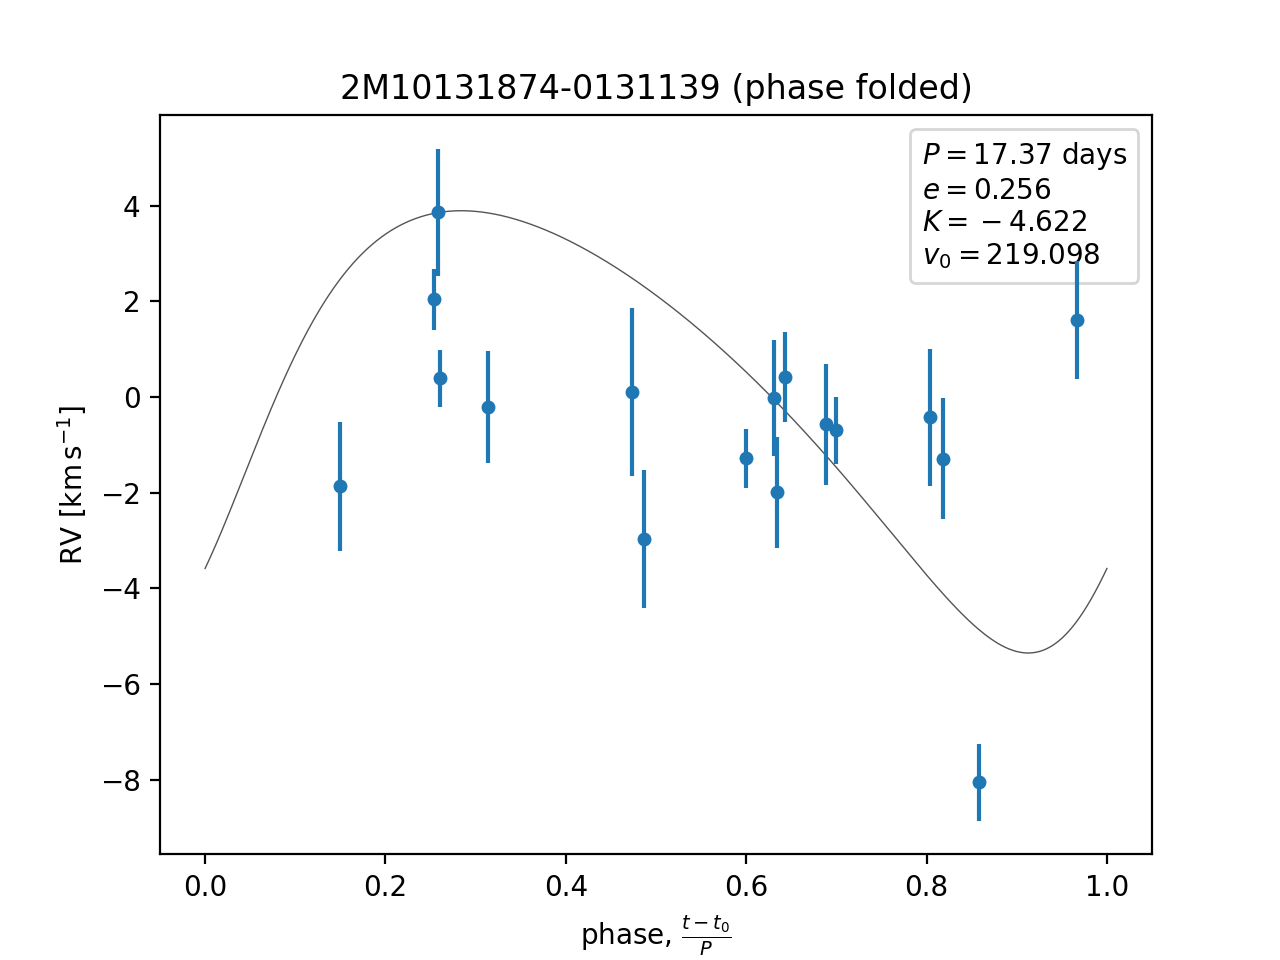 2M10131874-0131139 (phase folded)
P = 17.37 days
e = 0.256
K = −4.622
v₀ = 219.098
4
2
0
−2
−4
−6
−8
RV [km s⁻¹]
0.0 0.2 0.4 0.6 0.8 1.0
phase, (t − t₀)/P